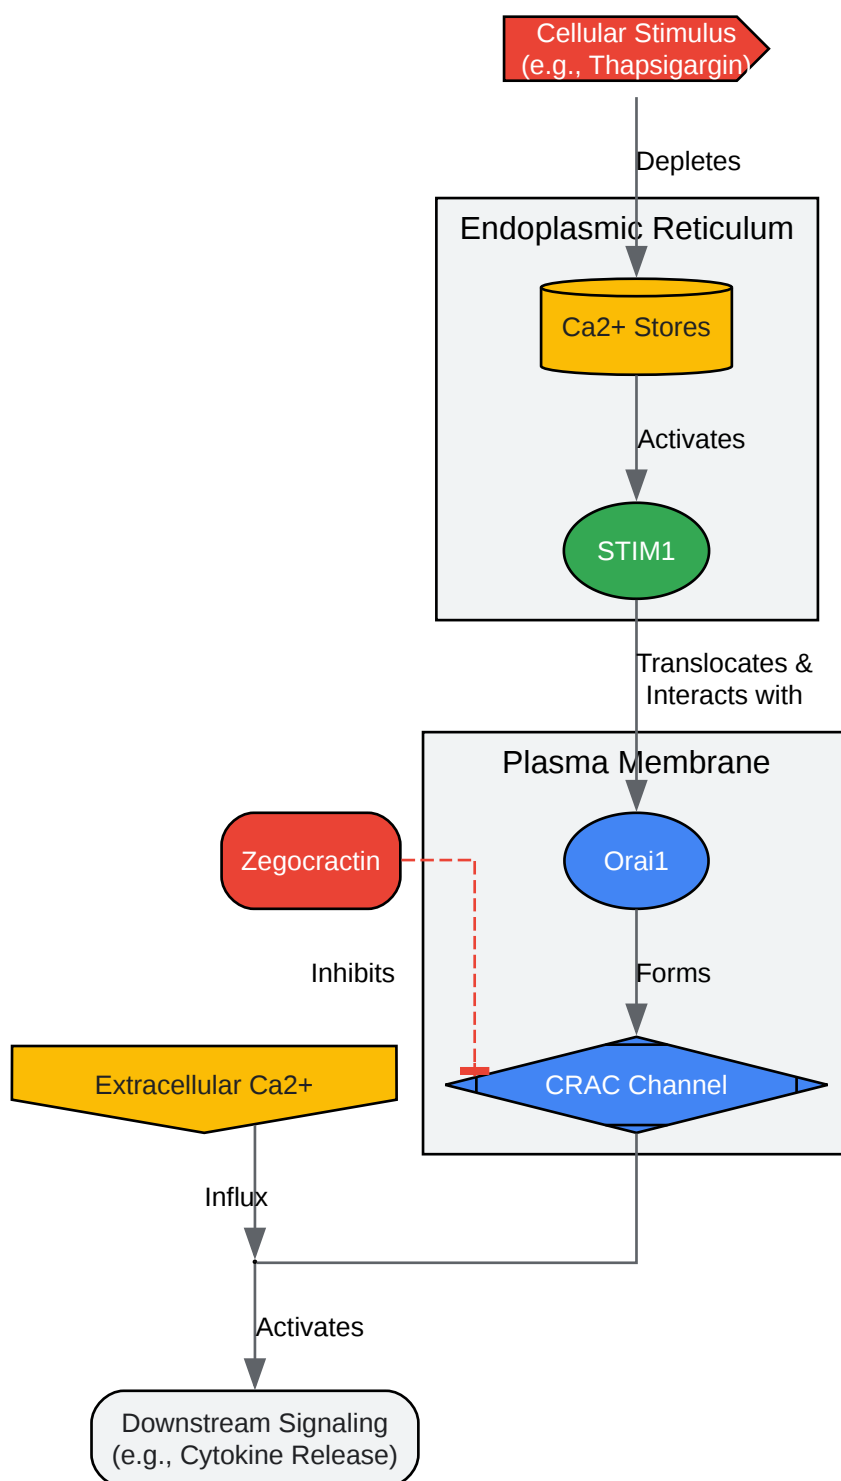 Cellular Stimulus
(e.g., Thapsigargin)
Depletes
Endoplasmic Reticulum
Ca2+ Stores
Activates
STIM1
Translocates &
Interacts with
Plasma Membrane
Zegocractin
Orai1
Inhibits
Forms
Extracellular Ca2+
CRAC Channel
Influx
Activates
Downstream Signaling
(e.g., Cytokine Release)